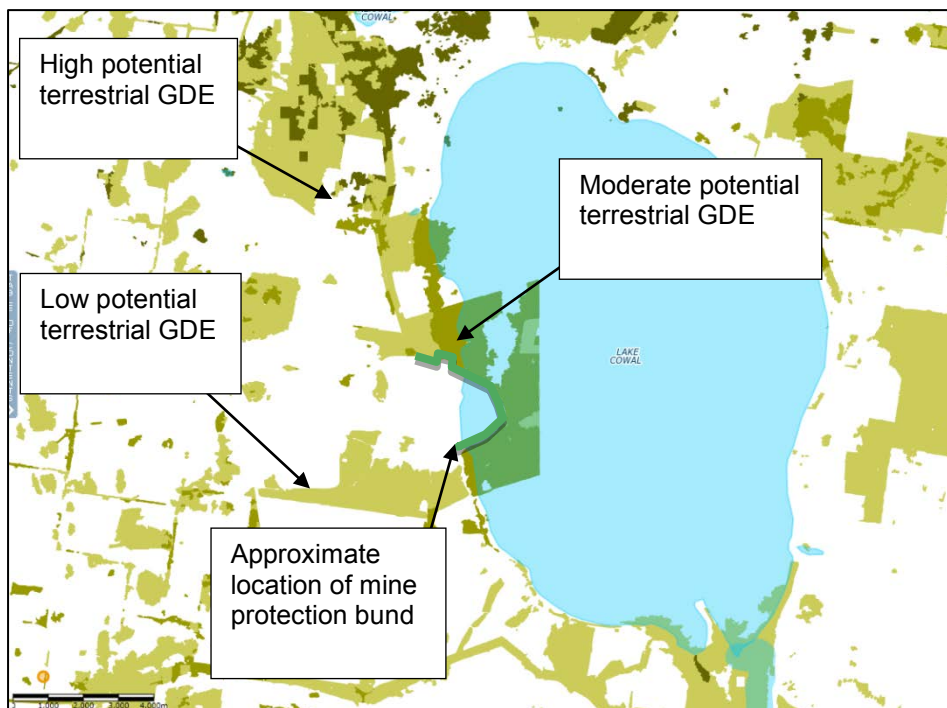 COWAL
High potential
terrestrial GDE
Moderate potential
terrestrial GDE
Low potential
terrestrial GDE
LAKE
COWAL
Approximate
location of mine
protection bund
0 1,000 2,000 3,000 4,000m